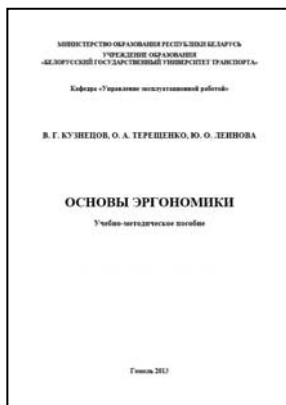 МИНИСТЕРСТВО ОБРАЗОВАНИЯ РЕСПУБЛИКИ БЕЛАРУСЬ
УЧРЕЖДЕНИЕ ОБРАЗОВАНИЯ
«БЕЛОРУССКИЙ ГОСУДАРСТВЕННЫЙ УНИВЕРСИТЕТ ТРАНСПОРТА»
Кафедра «Управление эксплуатационной работой»
В. Г. КУЗНЕЦОВ, О. А. ТЕРЕЩЕНКО, Ю. О. ЛЕИНОВА
ОСНОВЫ ЭРГОНОМИКИ
Учебно-методическое пособие
Гомель 2013